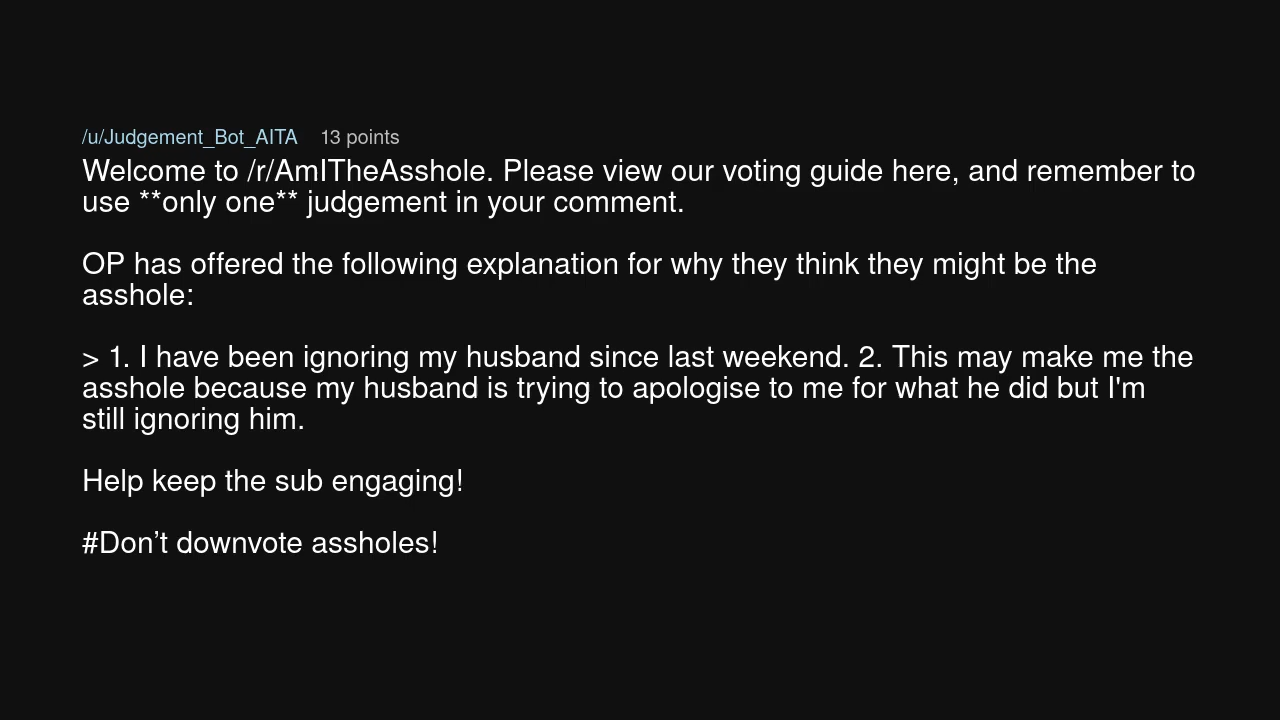 /u/Judgement_Bot_AITA 13 points
Welcome to /r/AmITheAsshole. Please view our voting guide here, and remember to
use **only one** judgement in your comment.
OP has offered the following explanation for why they think they might be the
asshole:
> 1. I have been ignoring my husband since last weekend. 2. This may make me the
asshole because my husband is trying to apologise to me for what he did but I'm
still ignoring him.
Help keep the sub engaging!
#Don’t downvote assholes!